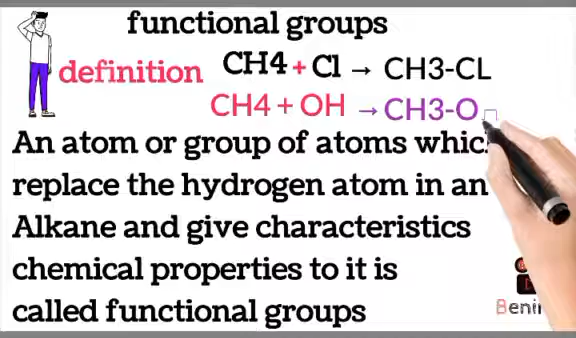 functional groups
definition CH4 + Cl → CH3-CL
CH4 + OH → CH3-O
An atom or group of atoms
replace the hydrogen atom in an
Alkane and give characteristics
chemical properties to it is
called functional groups